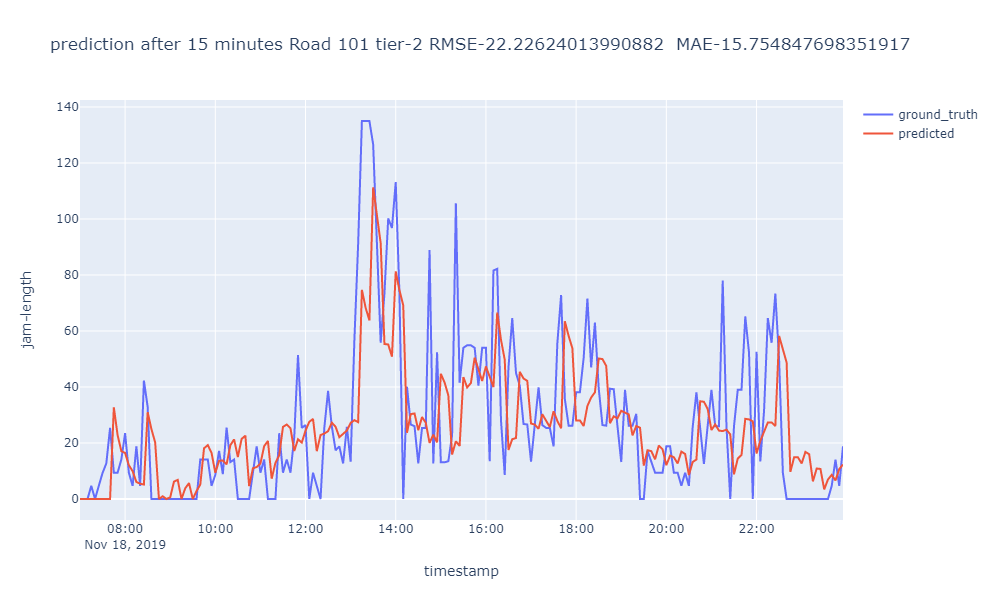 prediction after 15 minutes Road 101 tier-2 RMSE-22.22624013990882  MAE-15.754847698351917
ground_truth
predicted
jam-length
140
120
100
80
60
40
20
0
08:00 10:00 12:00 14:00 16:00 18:00 20:00 22:00
Nov 18, 2019
timestamp